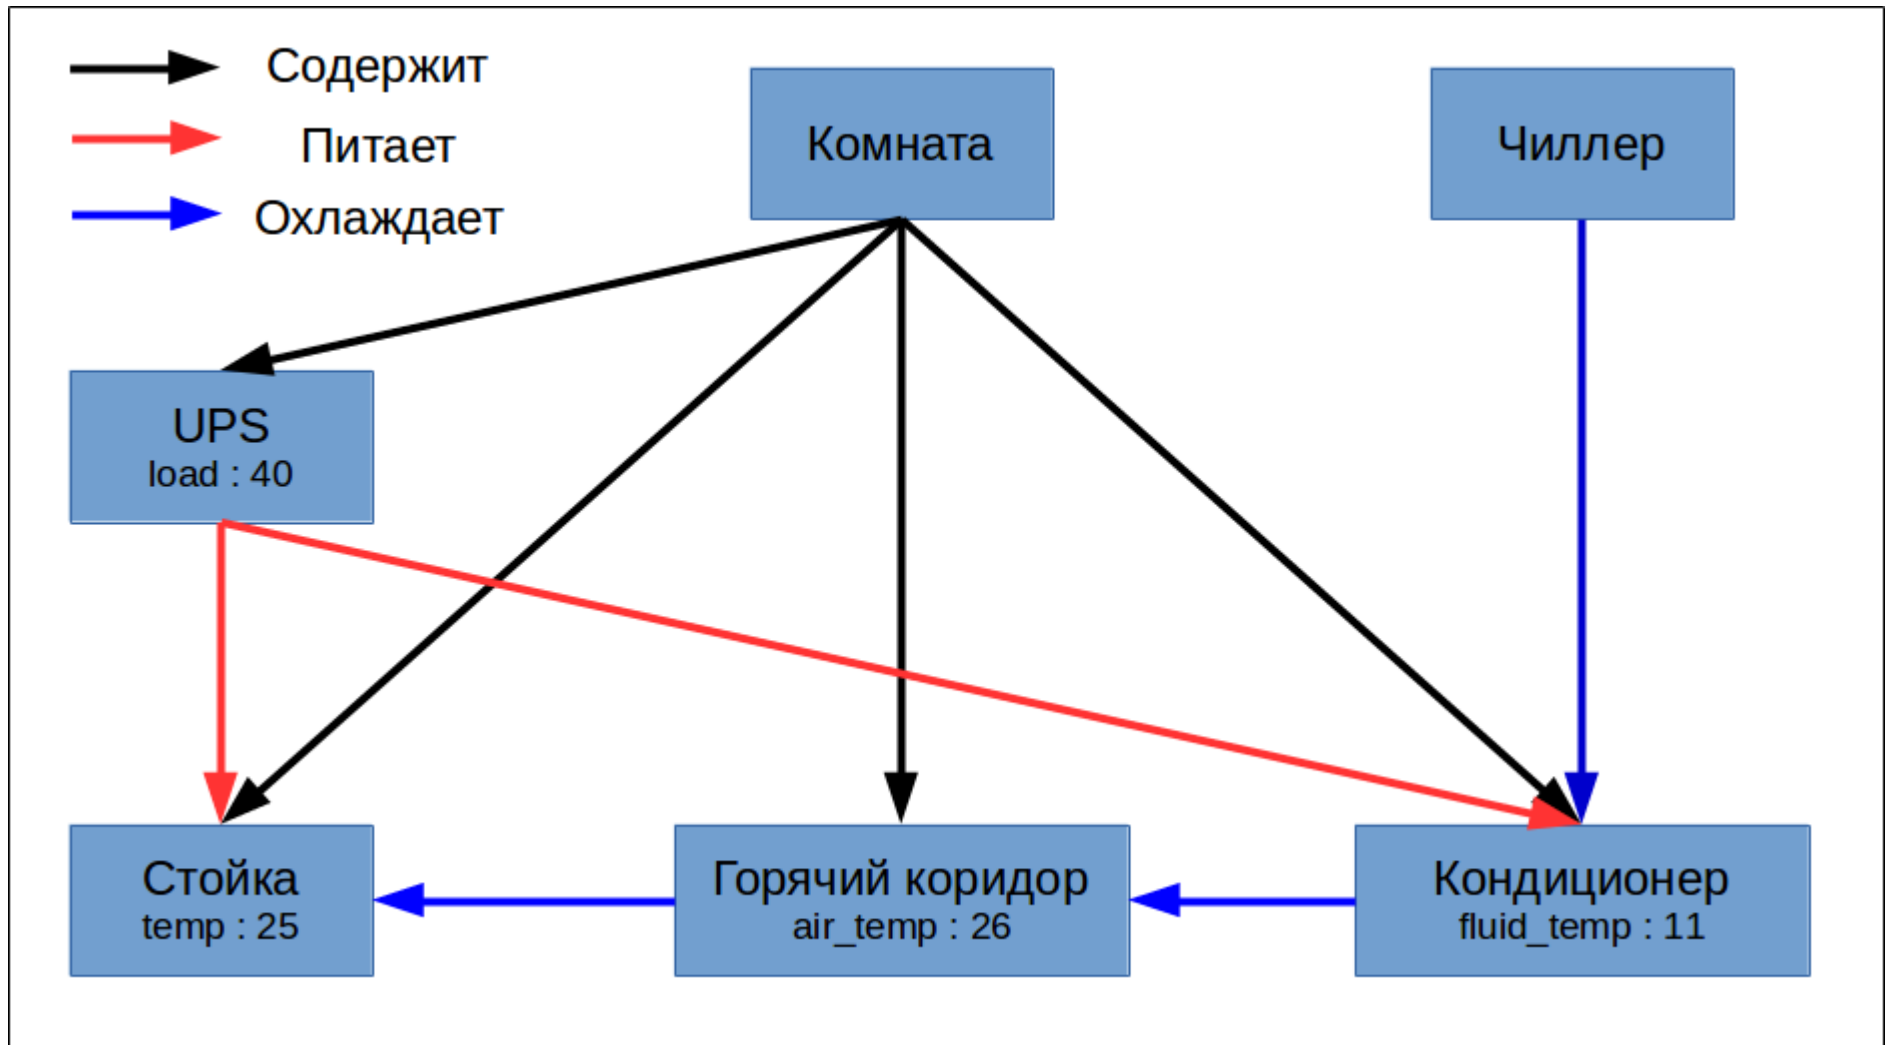 Содержит
Питает
Охлаждает
Комната
Чиллер
UPS
load : 40
Стойка
temp : 25
Горячий коридор
air_temp : 26
Кондиционер
fluid_temp : 11